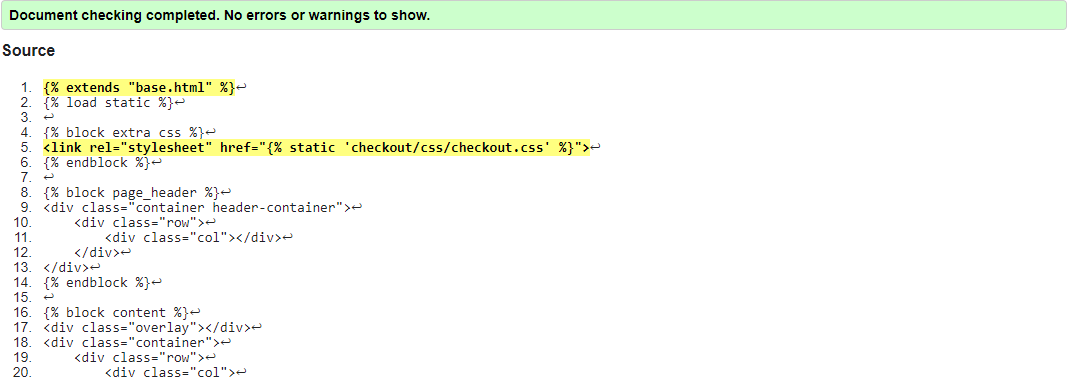 Document checking completed. No errors or warnings to show.
Source
1. {% extends "base.html" %}↩
2. {% load static %}↩
3. ↩
4. {% block extra css %}↩
5. <link rel="stylesheet" href="{% static 'checkout/css/checkout.css' %}">↩
6. {% endblock %}↩
7. ↩
8. {% block page_header %}↩
9. <div class="container header-container">↩
10.     <div class="row">↩
11.         <div class="col"></div>↩
12.     </div>↩
13. </div>↩
14. {% endblock %}↩
15. ↩
16. {% block content %}↩
17. <div class="overlay"></div>↩
18. <div class="container">↩
19.     <div class="row">↩
20.         <div class="col">↩